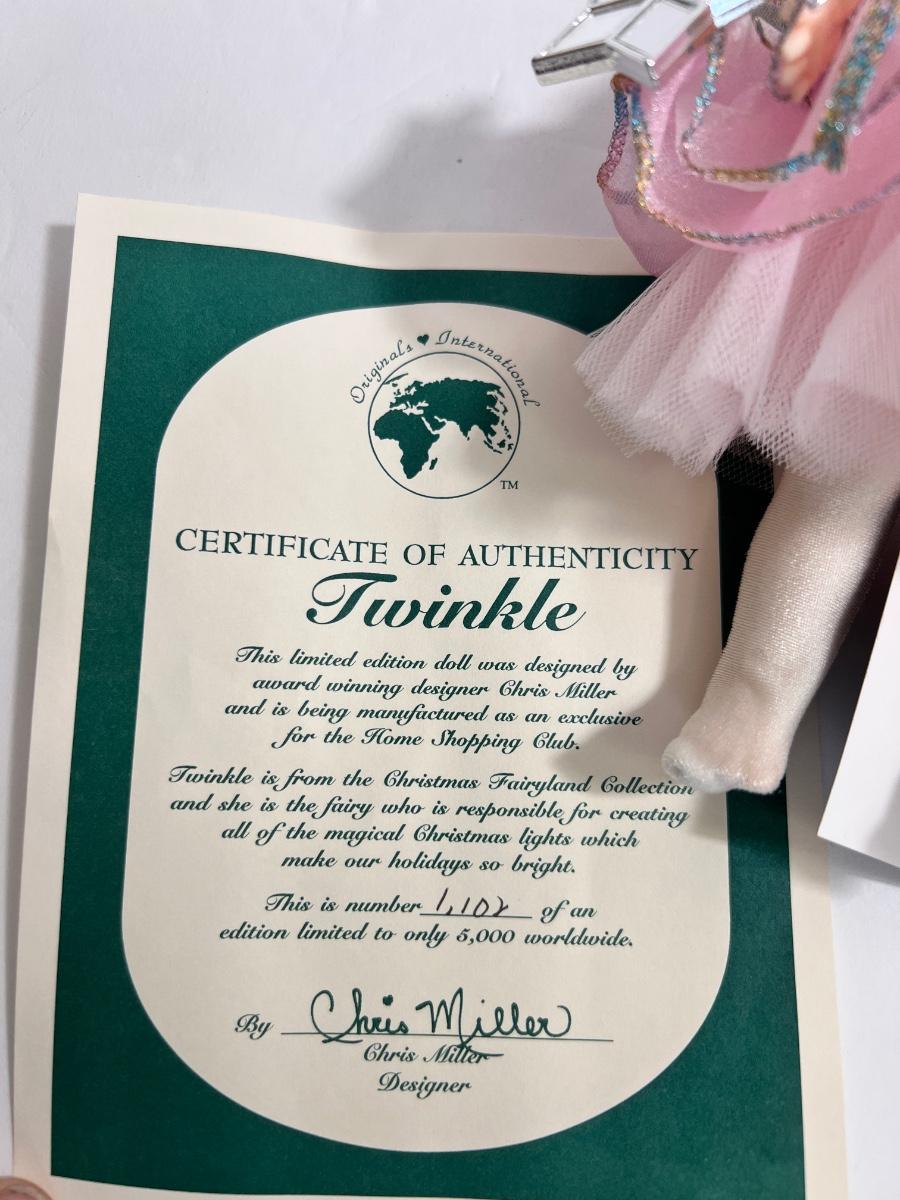 Originals ♥ International
TM
CERTIFICATE OF AUTHENTICITY
Twinkle
This limited edition doll was designed by
award winning designer Chris Miller
and is being manufactured as an exclusive
for the Home Shopping Club.
Twinkle is from the Christmas Fairyland Collection
and she is the fairy who is responsible for creating
all of the magical Christmas lights which
make our holidays so bright.
This is number 1,102 of an
edition limited to only 5,000 worldwide.
By Chris Miller
Chris Miller
Designer